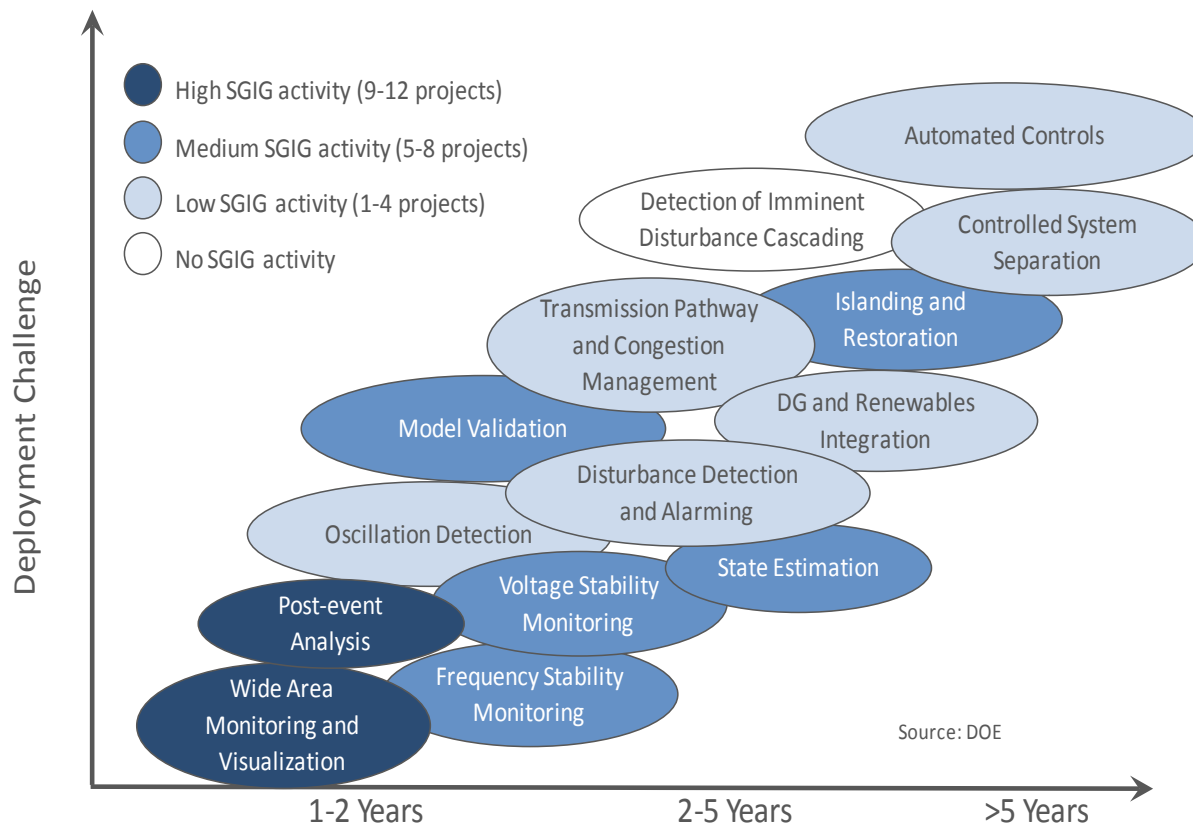 Deployment Challenge
High SGIG activity (9-12 projects)
Medium SGIG activity (5-8 projects)
Low SGIG activity (1-4 projects)
No SGIG activity
Automated Controls
Detection of Imminent
Disturbance Cascading
Controlled System
Separation
Transmission Pathway
and Congestion
Management
Islanding and
Restoration
Model Validation
DG and Renewables
Integration
Disturbance Detection
and Alarming
Oscillation Detection
State Estimation
Voltage Stability
Monitoring
Post-event
Analysis
Frequency Stability
Monitoring
Wide Area
Monitoring and
Visualization
Source: DOE
1-2 Years
2-5 Years
>5 Years